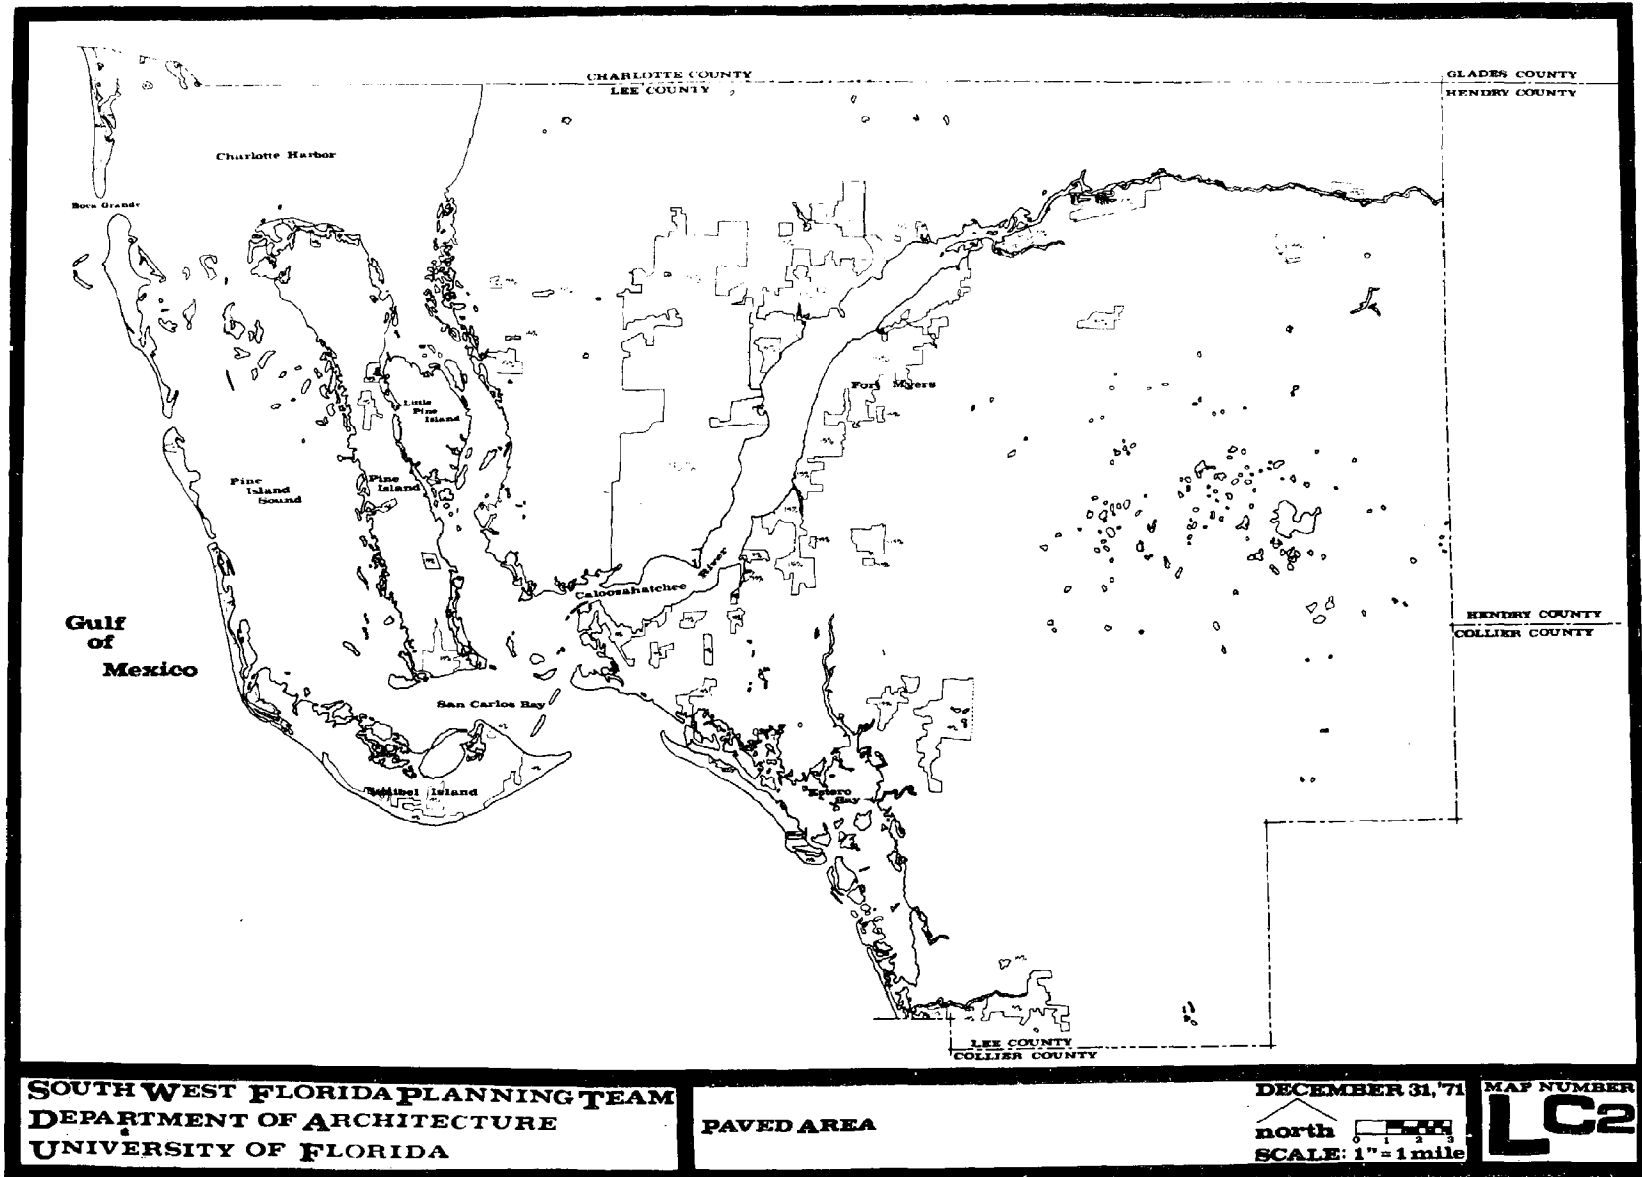 CHARLOTTE COUNTY
LEE COUNTY
GLADES COUNTY
HENDRY COUNTY
Charlotte Harbor
Boca Grande
Fort Myers
Little
Pine
Island
Pine
Island
Sound
Pine
Island
Caloosahatchee River
Gulf
of
Mexico
HENDRY COUNTY
COLLIER COUNTY
San Carlos Bay
Sanibel Island
Estero
Bay
LEE COUNTY
COLLIER COUNTY
SOUTH WEST FLORIDA PLANNING TEAM
DEPARTMENT OF ARCHITECTURE
UNIVERSITY OF FLORIDA
PAVED AREA
DECEMBER 31, '71
north
0 1 2 3
SCALE: 1" = 1 mile
MAP NUMBER
LC2